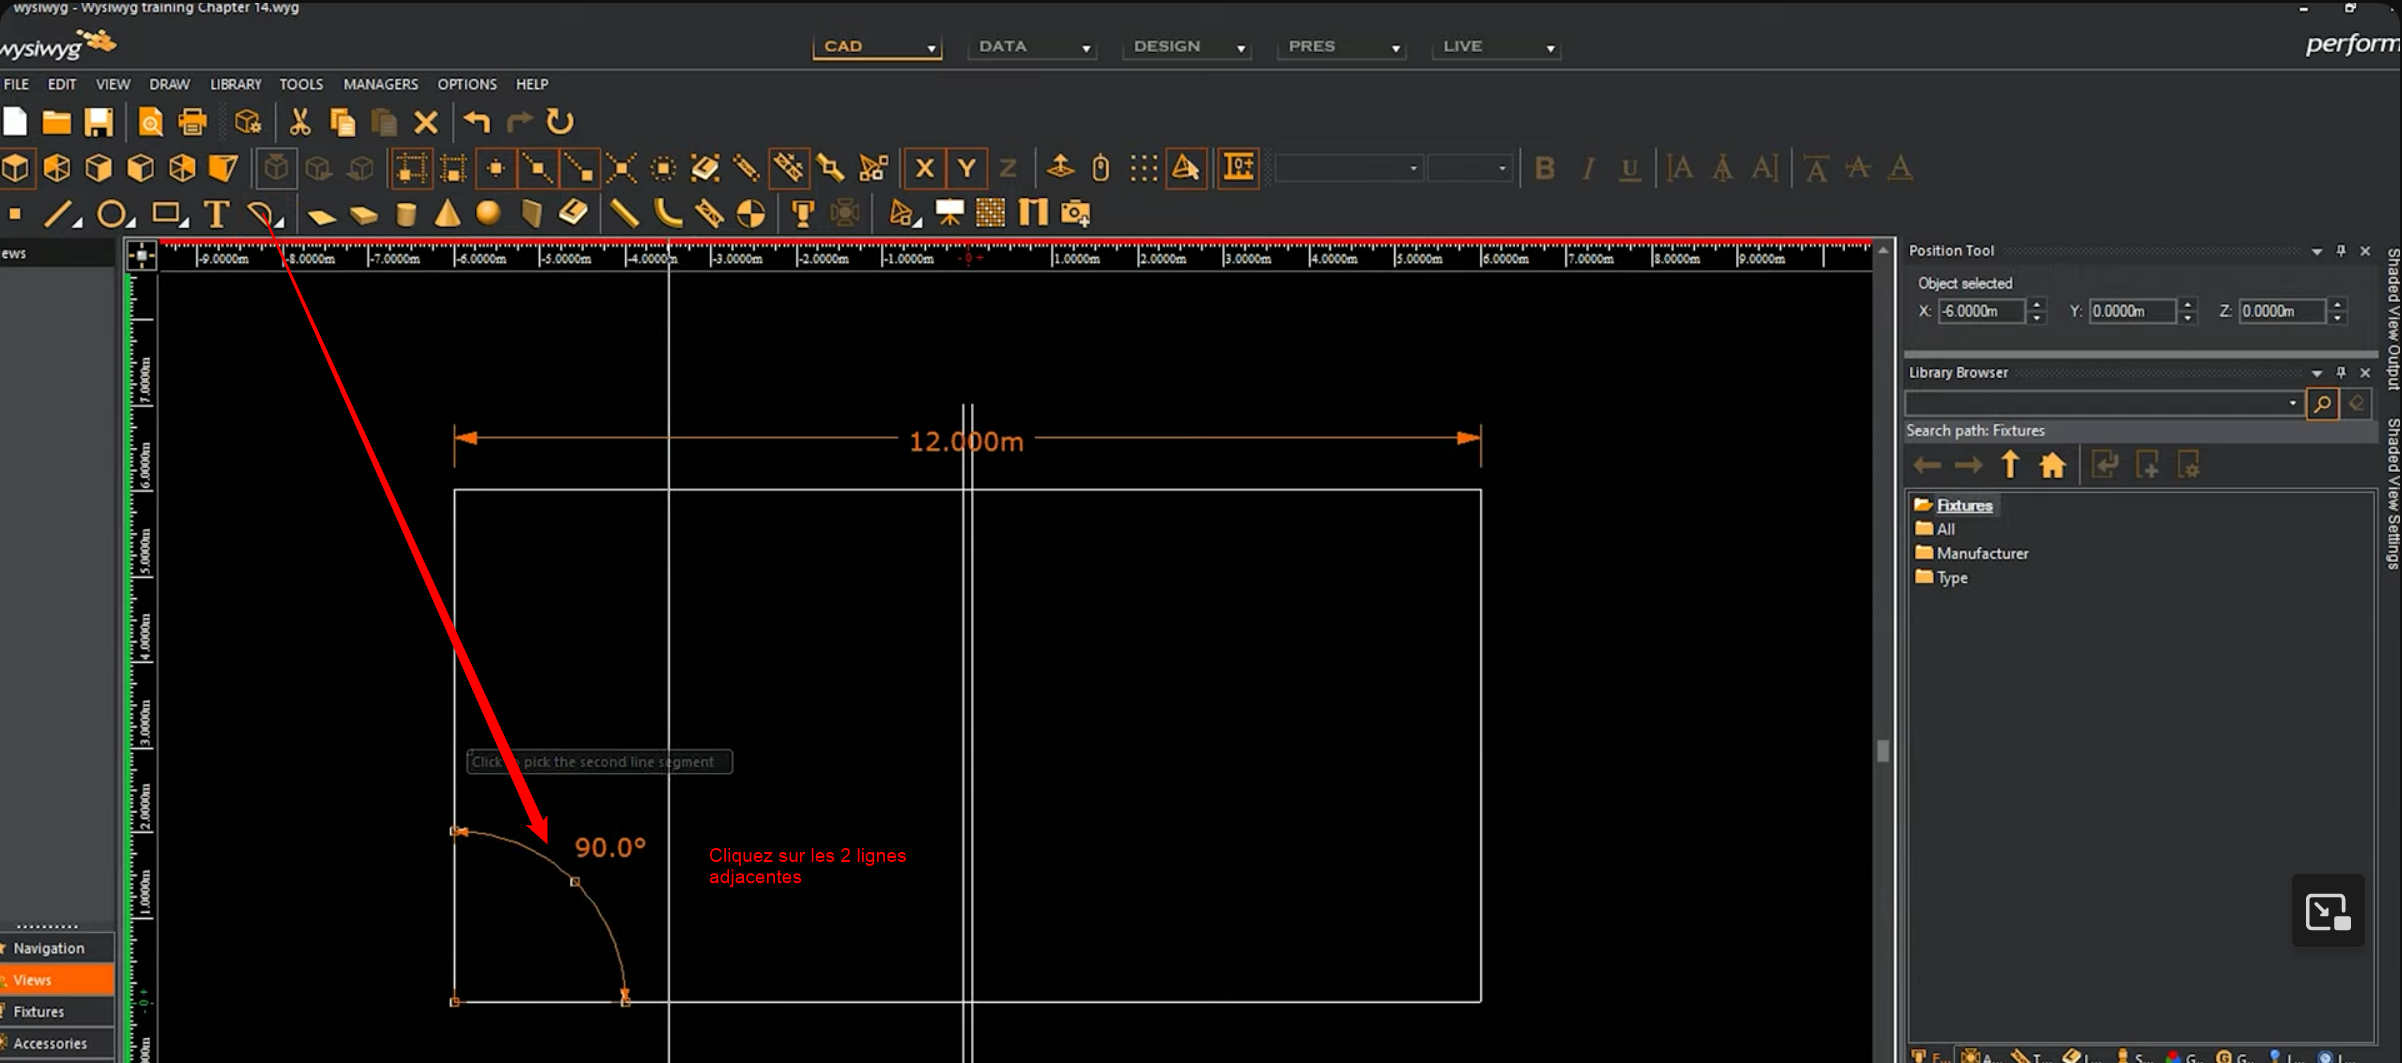 wysiwyg - Wysiwyg training Chapter 14.wyg
wysiwyg
CAD DATA DESIGN PRES LIVE
perform
FILE EDIT VIEW DRAW LIBRARY TOOLS MANAGERS OPTIONS HELP
X Y Z B I U A A A A A A
T
ews
-9.0000m -8.0000m -7.0000m -6.0000m -5.0000m -4.0000m -3.0000m -2.0000m -1.0000m -0+ 1.0000m 2.0000m 3.0000m 4.0000m 5.0000m 6.0000m 7.0000m 8.0000m 9.0000m
7.0000m
6.0000m
5.0000m
4.0000m
3.0000m
2.0000m
1.0000m
-0+
12.000m
Click to pick the second line segment
90.0°
Cliquez sur les 2 lignes
adjacentes
Navigation
Views
Fixtures
Accessories
Position Tool
Object selected
X: -6.0000m Y: 0.0000m Z: 0.0000m
Library Browser
Search path: Fixtures
Fixtures
All
Manufacturer
Type
F... A... T... L... S... G... G... I... L...
Shaded View Output
Shaded View Settings